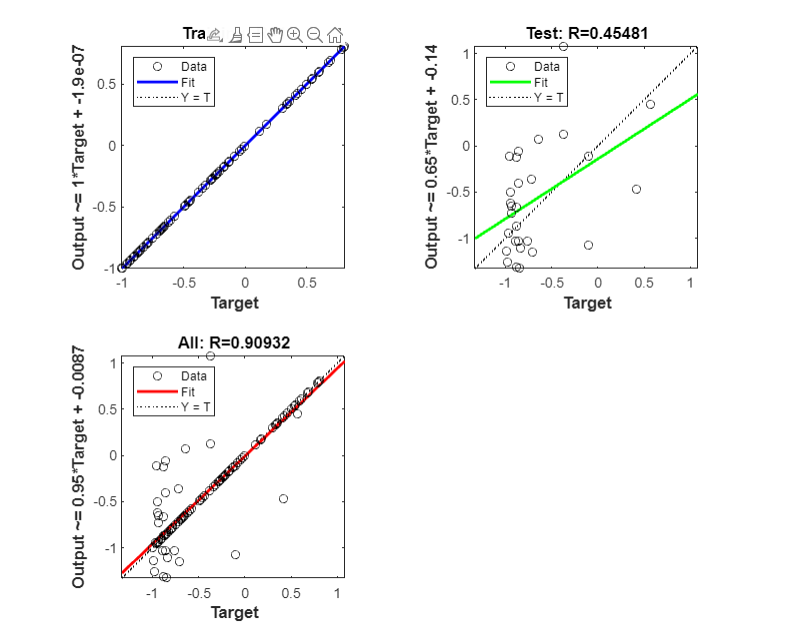 Tra
Output ~= 1*Target + -1.9e-07
Data
Fit
Y = T
0.5
0
-0.5
-1
-1
-0.5
0
0.5
Target
Test: R=0.45481
Output ~= 0.65*Target + -0.14
Data
Fit
Y = T
1
0.5
0
-0.5
-1
-1
-0.5
0
0.5
1
Target
All: R=0.90932
Output ~= 0.95*Target + -0.0087
Data
Fit
Y = T
1
0.5
0
-0.5
-1
-1
-0.5
0
0.5
1
Target